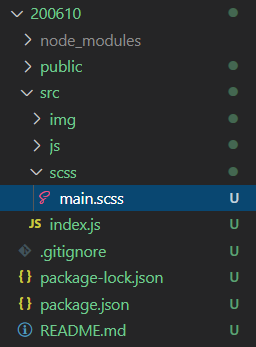 200610
node_modules
public
src
img
js
scss
main.scss U
JS index.js U
.gitignore U
{} package-lock.json U
{} package.json U
README.md U